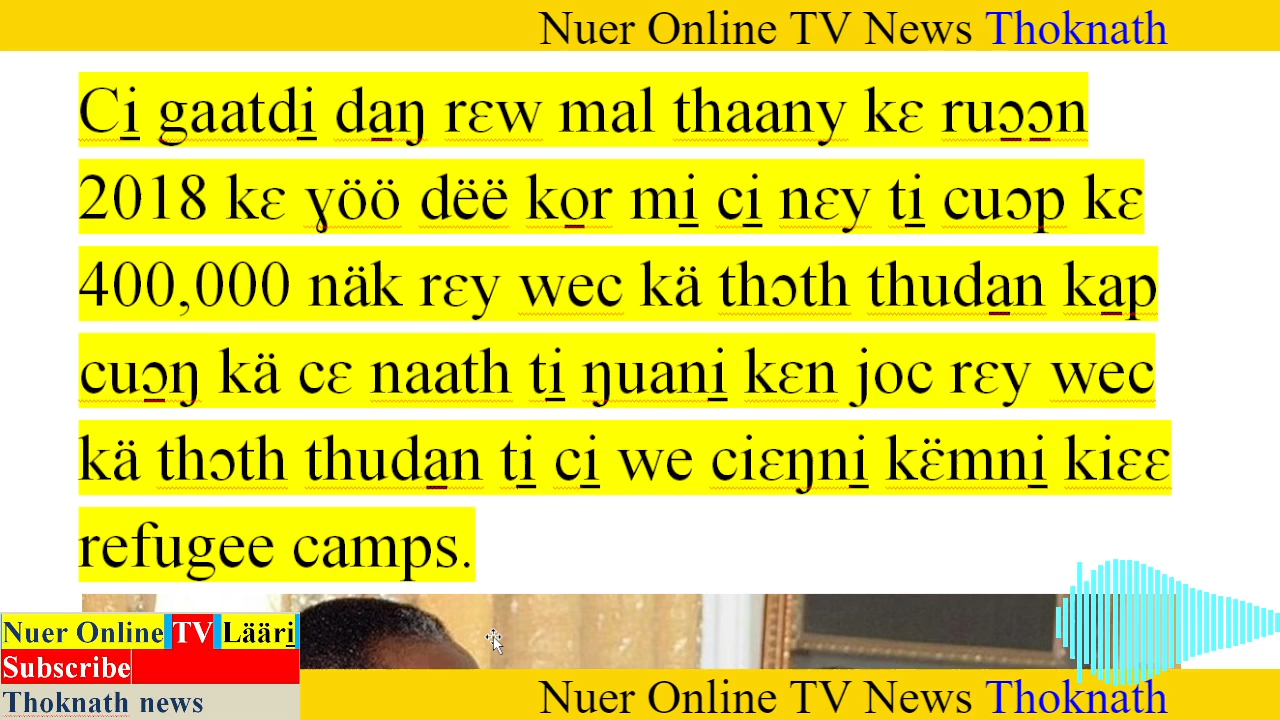 Nuer Online TV News Thoknath
Ci̱ gaatdi̱ da̱ŋ rɛw mal thaany kɛ ruɔ̱ɔ̱n
2018 kɛ ɣöö dëë ko̱r mi̱ ci̱ nɛy ti̱ cuɔp kɛ
400,000 näk rɛy wec kä thɔth thuda̱n ka̱p
cuɔ̱ŋ kä cɛ naath ti̱ ŋuani̱ kɛn joc rɛy wec
kä thɔth thuda̱n ti̱ ci̱ we ciɛŋni̱ kɛ̈mni̱ kiɛɛ
refugee camps.
Nuer Online TV Lääri̱
Subscribe
Thoknath news
Nuer Online TV News Thoknath